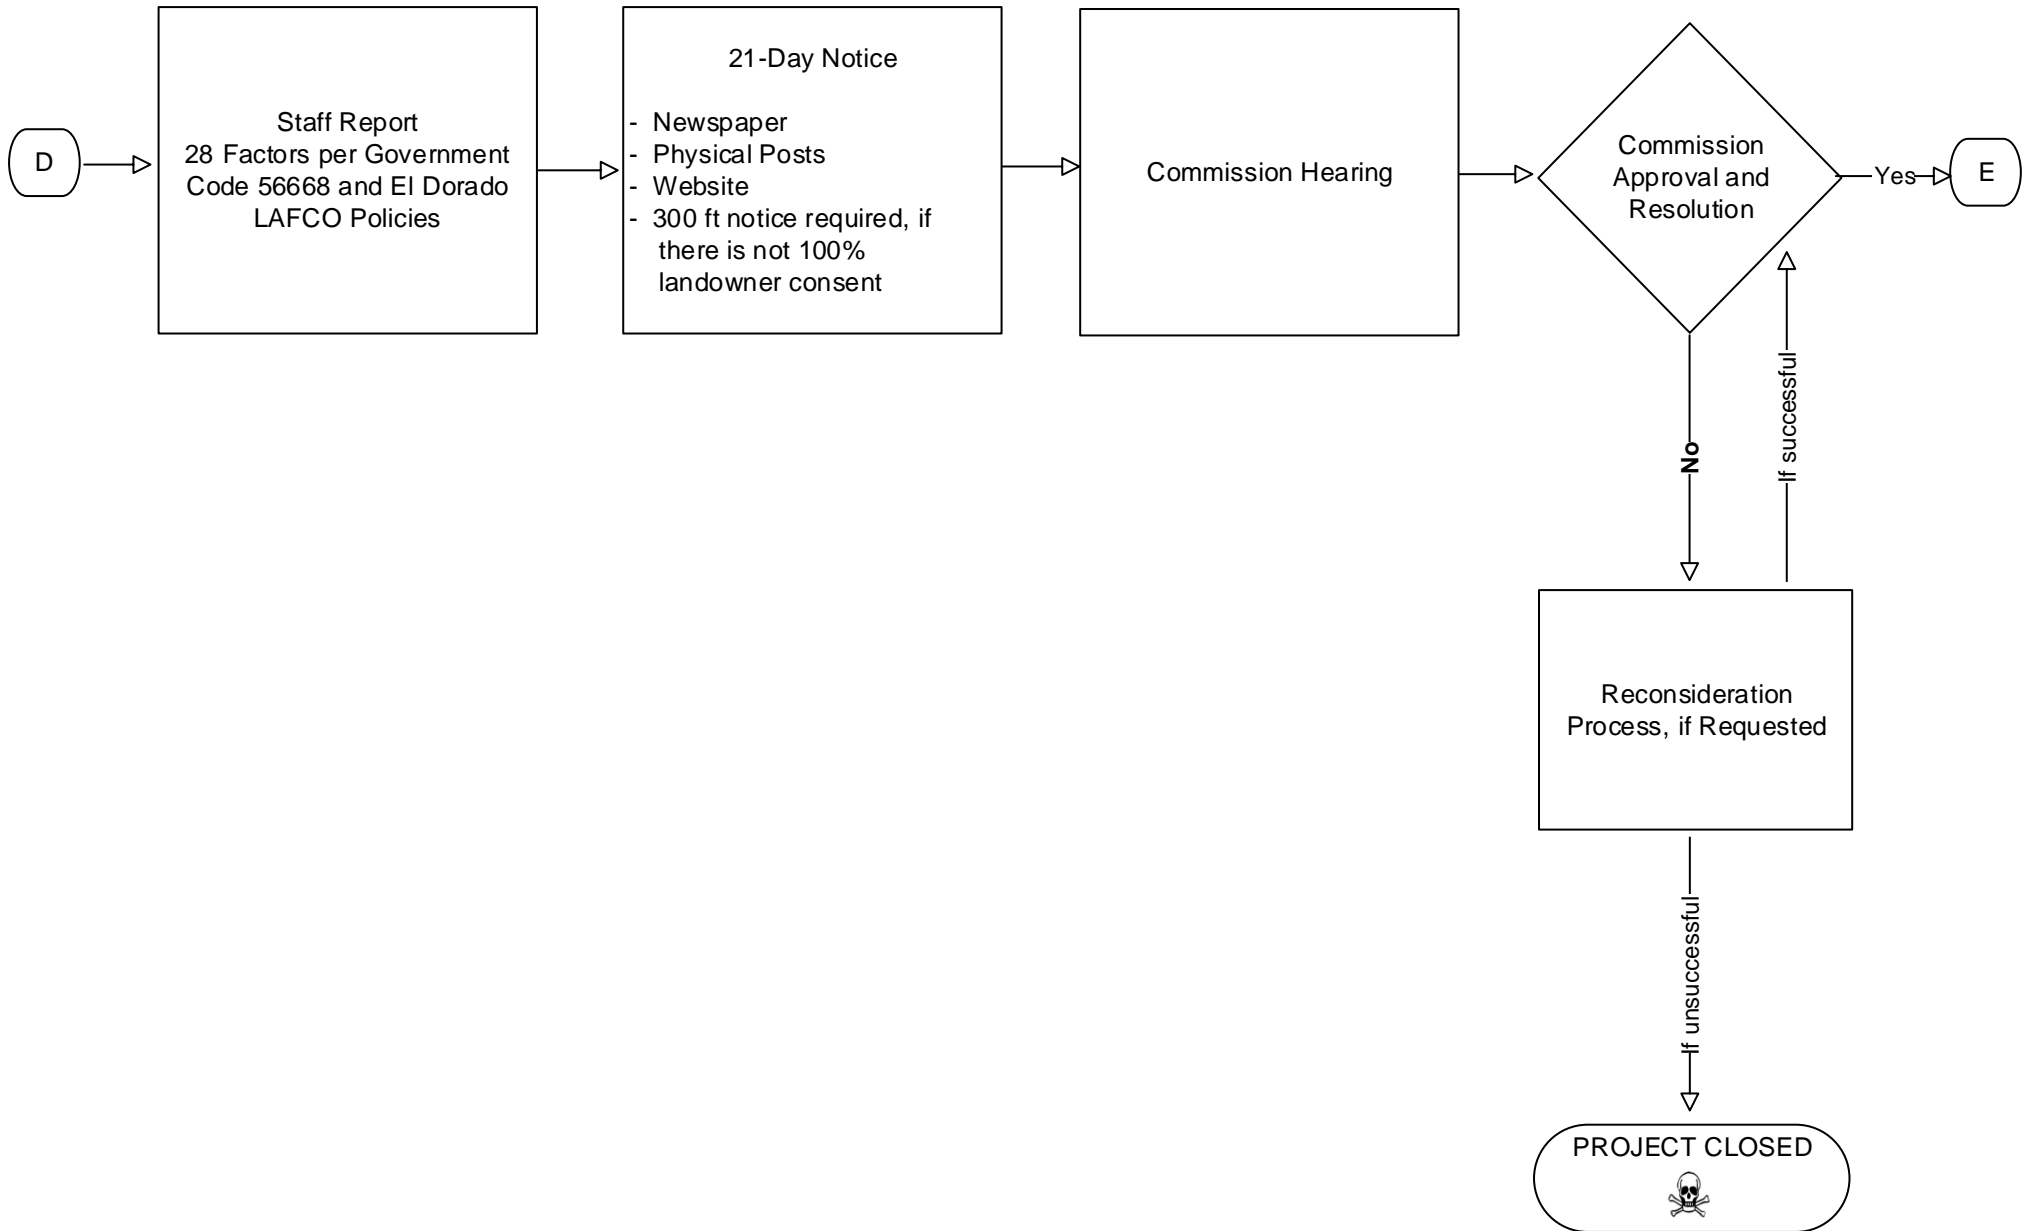 D
Staff Report
28 Factors per Government
Code 56668 and El Dorado
LAFCO Policies
21-Day Notice
- Newspaper
- Physical Posts
- Website
- 300 ft notice required, if
there is not 100%
landowner consent
Commission Hearing
Commission
Approval and
Resolution
Yes
E
No
If successful
Reconsideration
Process, if Requested
If unsuccessful
PROJECT CLOSED